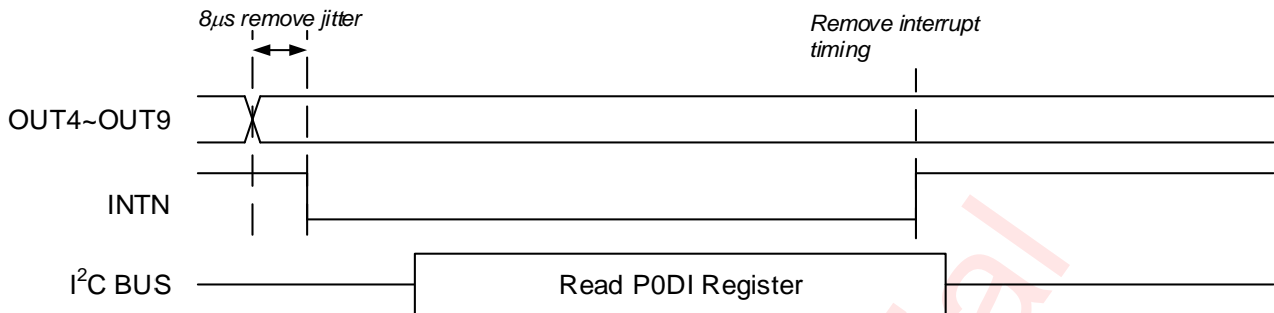 8μs remove jitter
Remove interrupt
timing
OUT4~OUT9
INTN
I²C BUS
Read P0DI Register